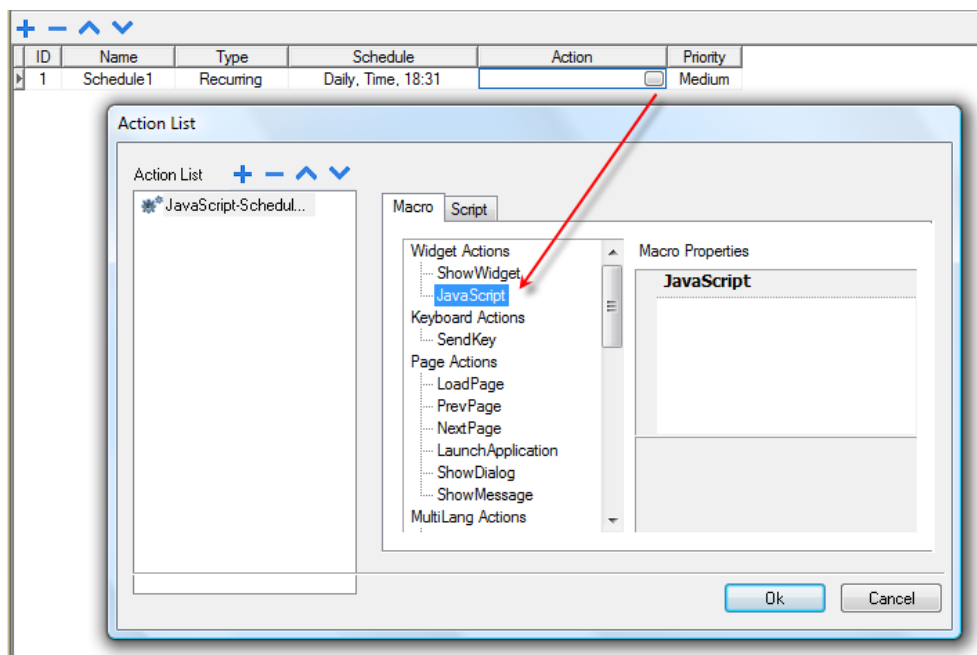 ID Name Type Schedule Action Priority
1 Schedule1 Recurring Daily, Time, 18:31 Medium
Action List
Action List
JavaScript-Schedul...
Macro Script
Widget Actions
ShowWidget
JavaScript
Keyboard Actions
SendKey
Page Actions
LoadPage
PrevPage
NextPage
LaunchApplication
ShowDialog
ShowMessage
MultiLang Actions
Macro Properties
JavaScript
Ok Cancel